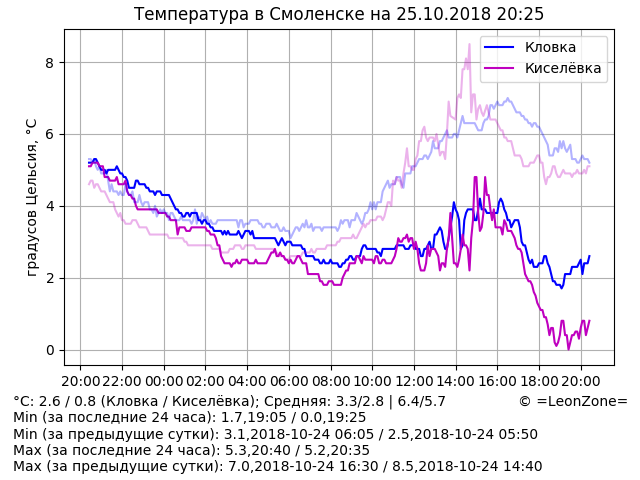 Температура в Смоленске на 25.10.2018 20:25
Кловка
Киселёвка
градусов Цельсия, °C
8
6
4
2
0
20:00 22:00 00:00 02:00 04:00 06:00 08:00 10:00 12:00 14:00 16:00 18:00 20:00
°C: 2.6 / 0.8 (Кловка / Киселёвка); Средняя: 3.3/2.8 | 6.4/5.7 © =LeonZone=
Min (за последние 24 часа): 1.7,19:05 / 0.0,19:25
Min (за предыдущие сутки): 3.1,2018-10-24 06:05 / 2.5,2018-10-24 05:50
Max (за последние 24 часа): 5.3,20:40 / 5.2,20:35
Max (за предыдущие сутки): 7.0,2018-10-24 16:30 / 8.5,2018-10-24 14:40